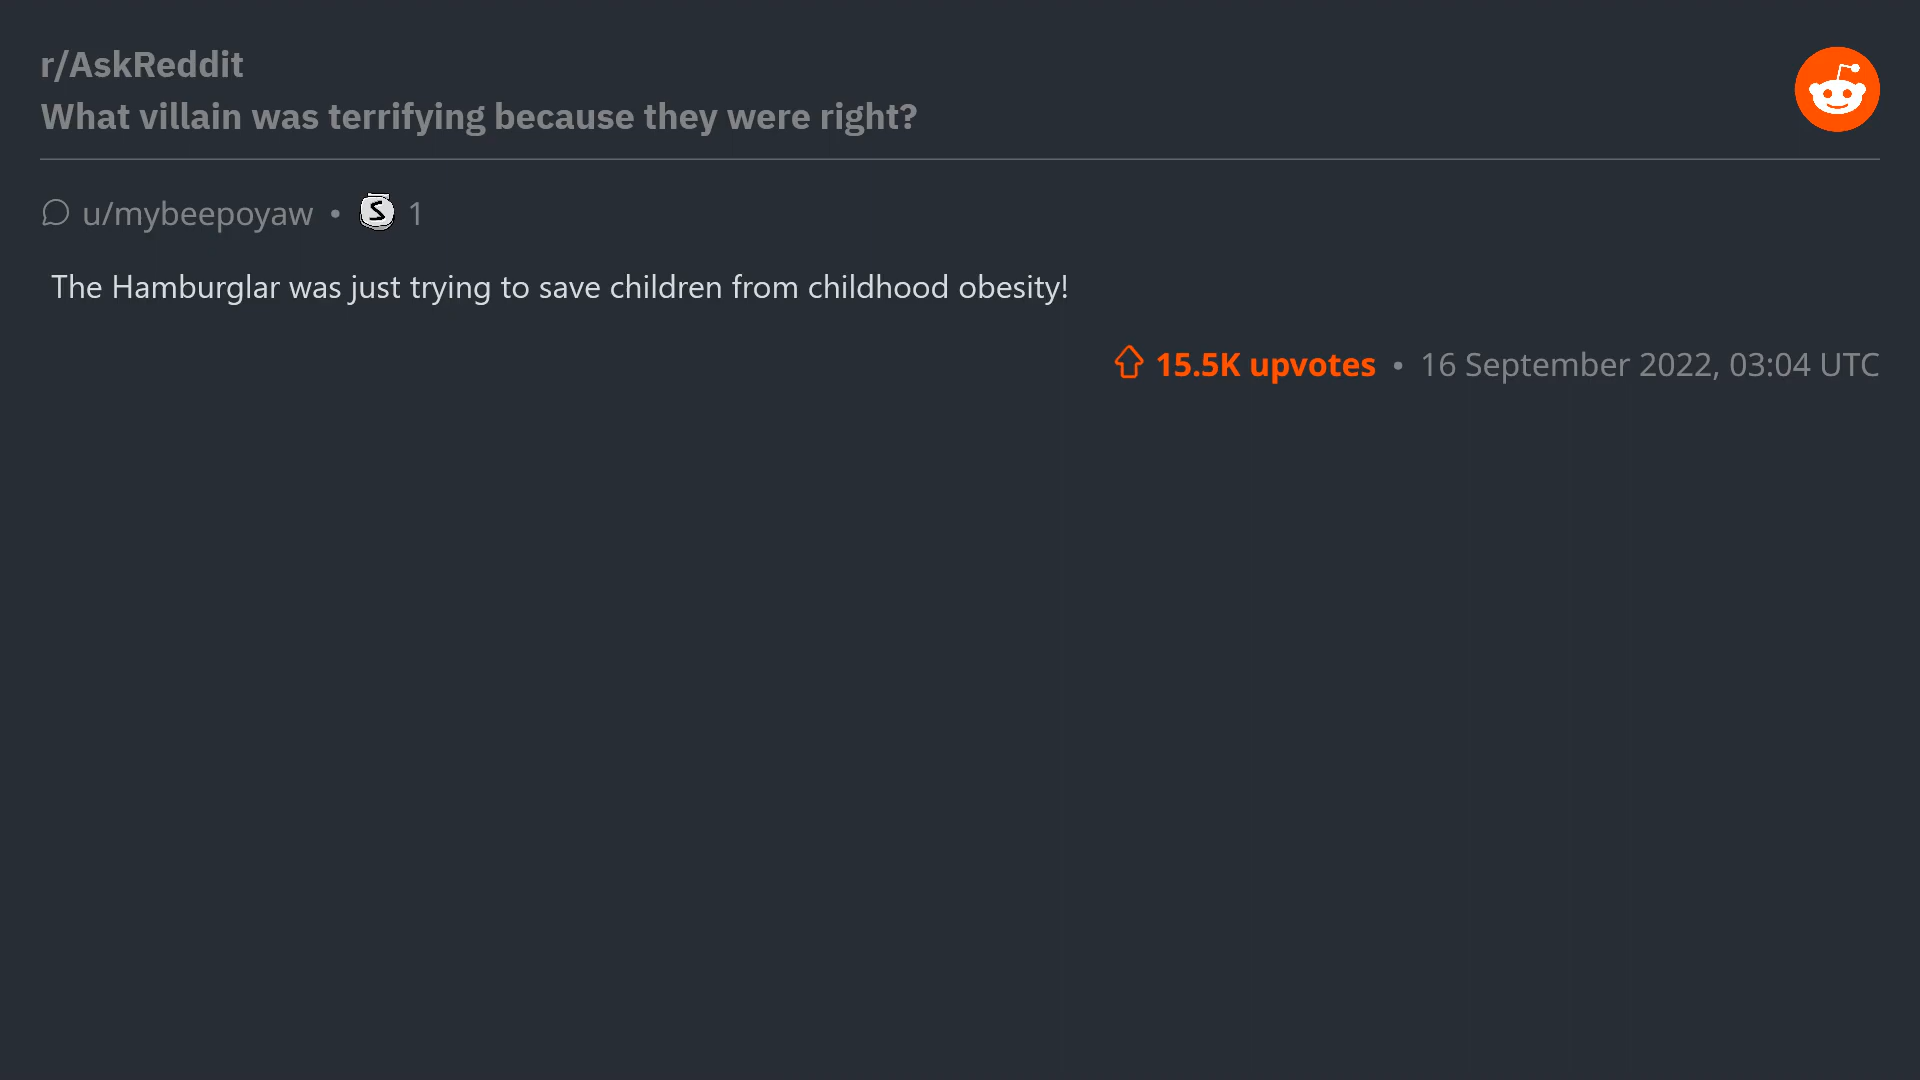 r/AskReddit
What villain was terrifying because they were right?
u/mybeepoyaw • S 1
The Hamburglar was just trying to save children from childhood obesity!
15.5K upvotes • 16 September 2022, 03:04 UTC